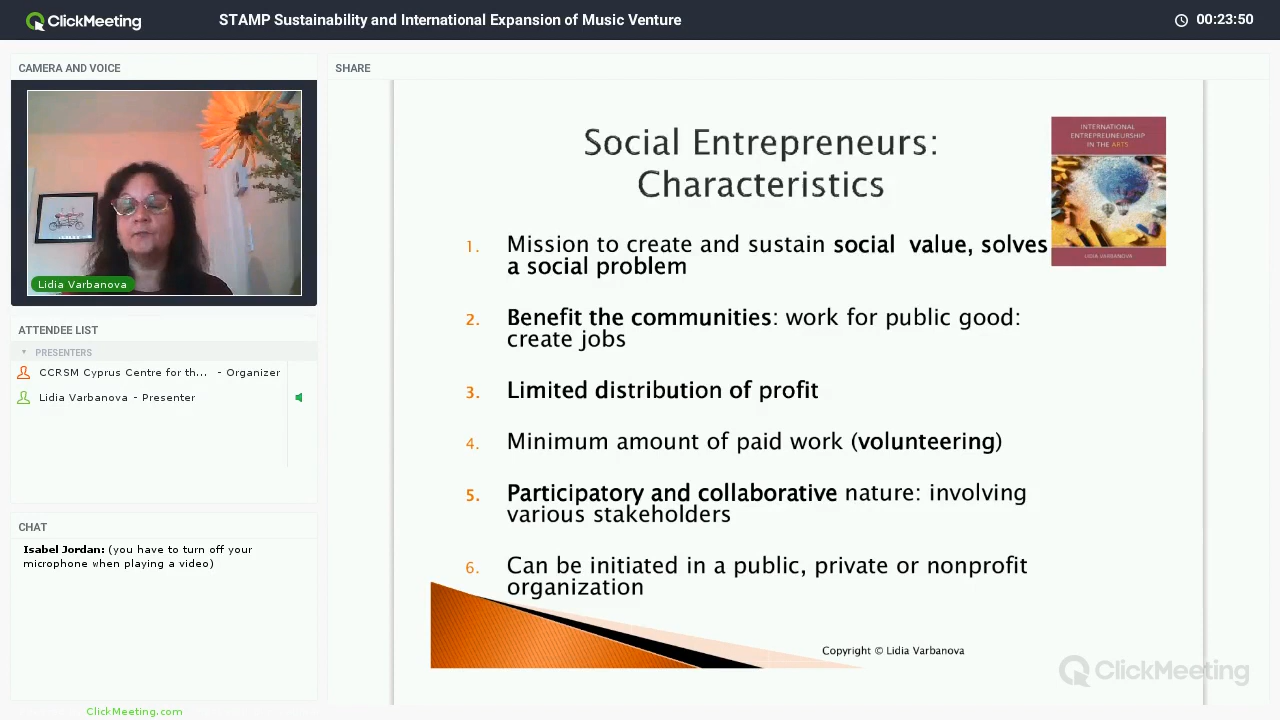 ClickMeeting
STAMP Sustainability and International Expansion of Music Venture
00:23:50
CAMERA AND VOICE
Lidia Varbanova
ATTENDEE LIST
PRESENTERS
CCRSM Cyprus Centre for th... - Organizer
Lidia Varbanova - Presenter
CHAT
Isabel Jordan: (you have to turn off your
microphone when playing a video)
ClickMeeting.com
SHARE
Social Entrepreneurs:
Characteristics
INTERNATIONAL
ENTREPREUNEURSHIP
IN THE ARTS
LIDIA VARBANOVA
1. Mission to create and sustain social value, solves
a social problem
2. Benefit the communities: work for public good:
create jobs
3. Limited distribution of profit
4. Minimum amount of paid work (volunteering)
5. Participatory and collaborative nature: involving
various stakeholders
6. Can be initiated in a public, private or nonprofit
organization
Copyright © Lidia Varbanova
ClickMeeting